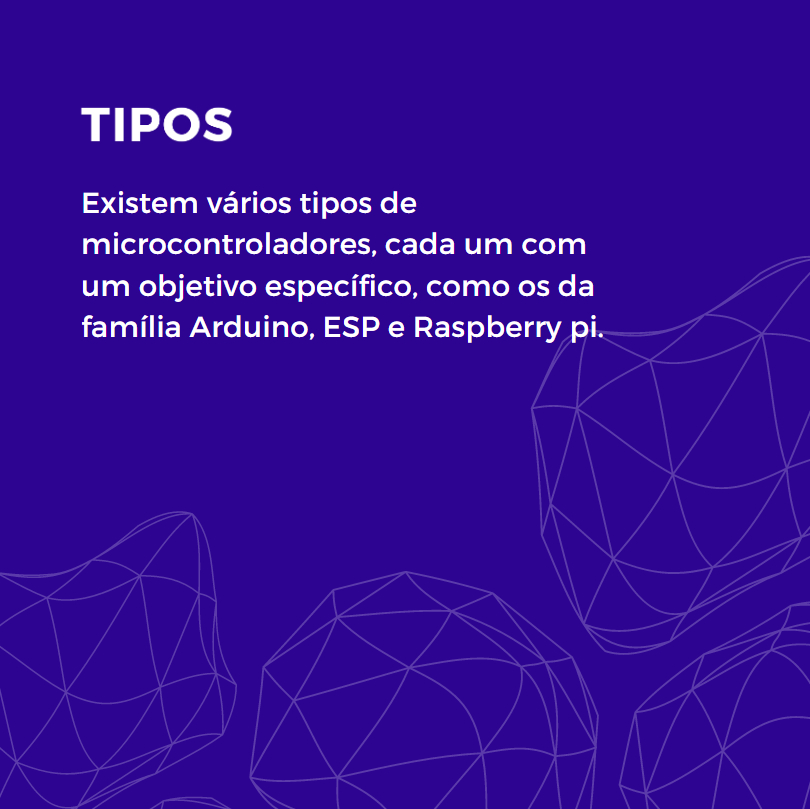 TIPOS
Existem vários tipos de
microcontroladores, cada um com
um objetivo específico, como os da
família Arduino, ESP e Raspberry pi.